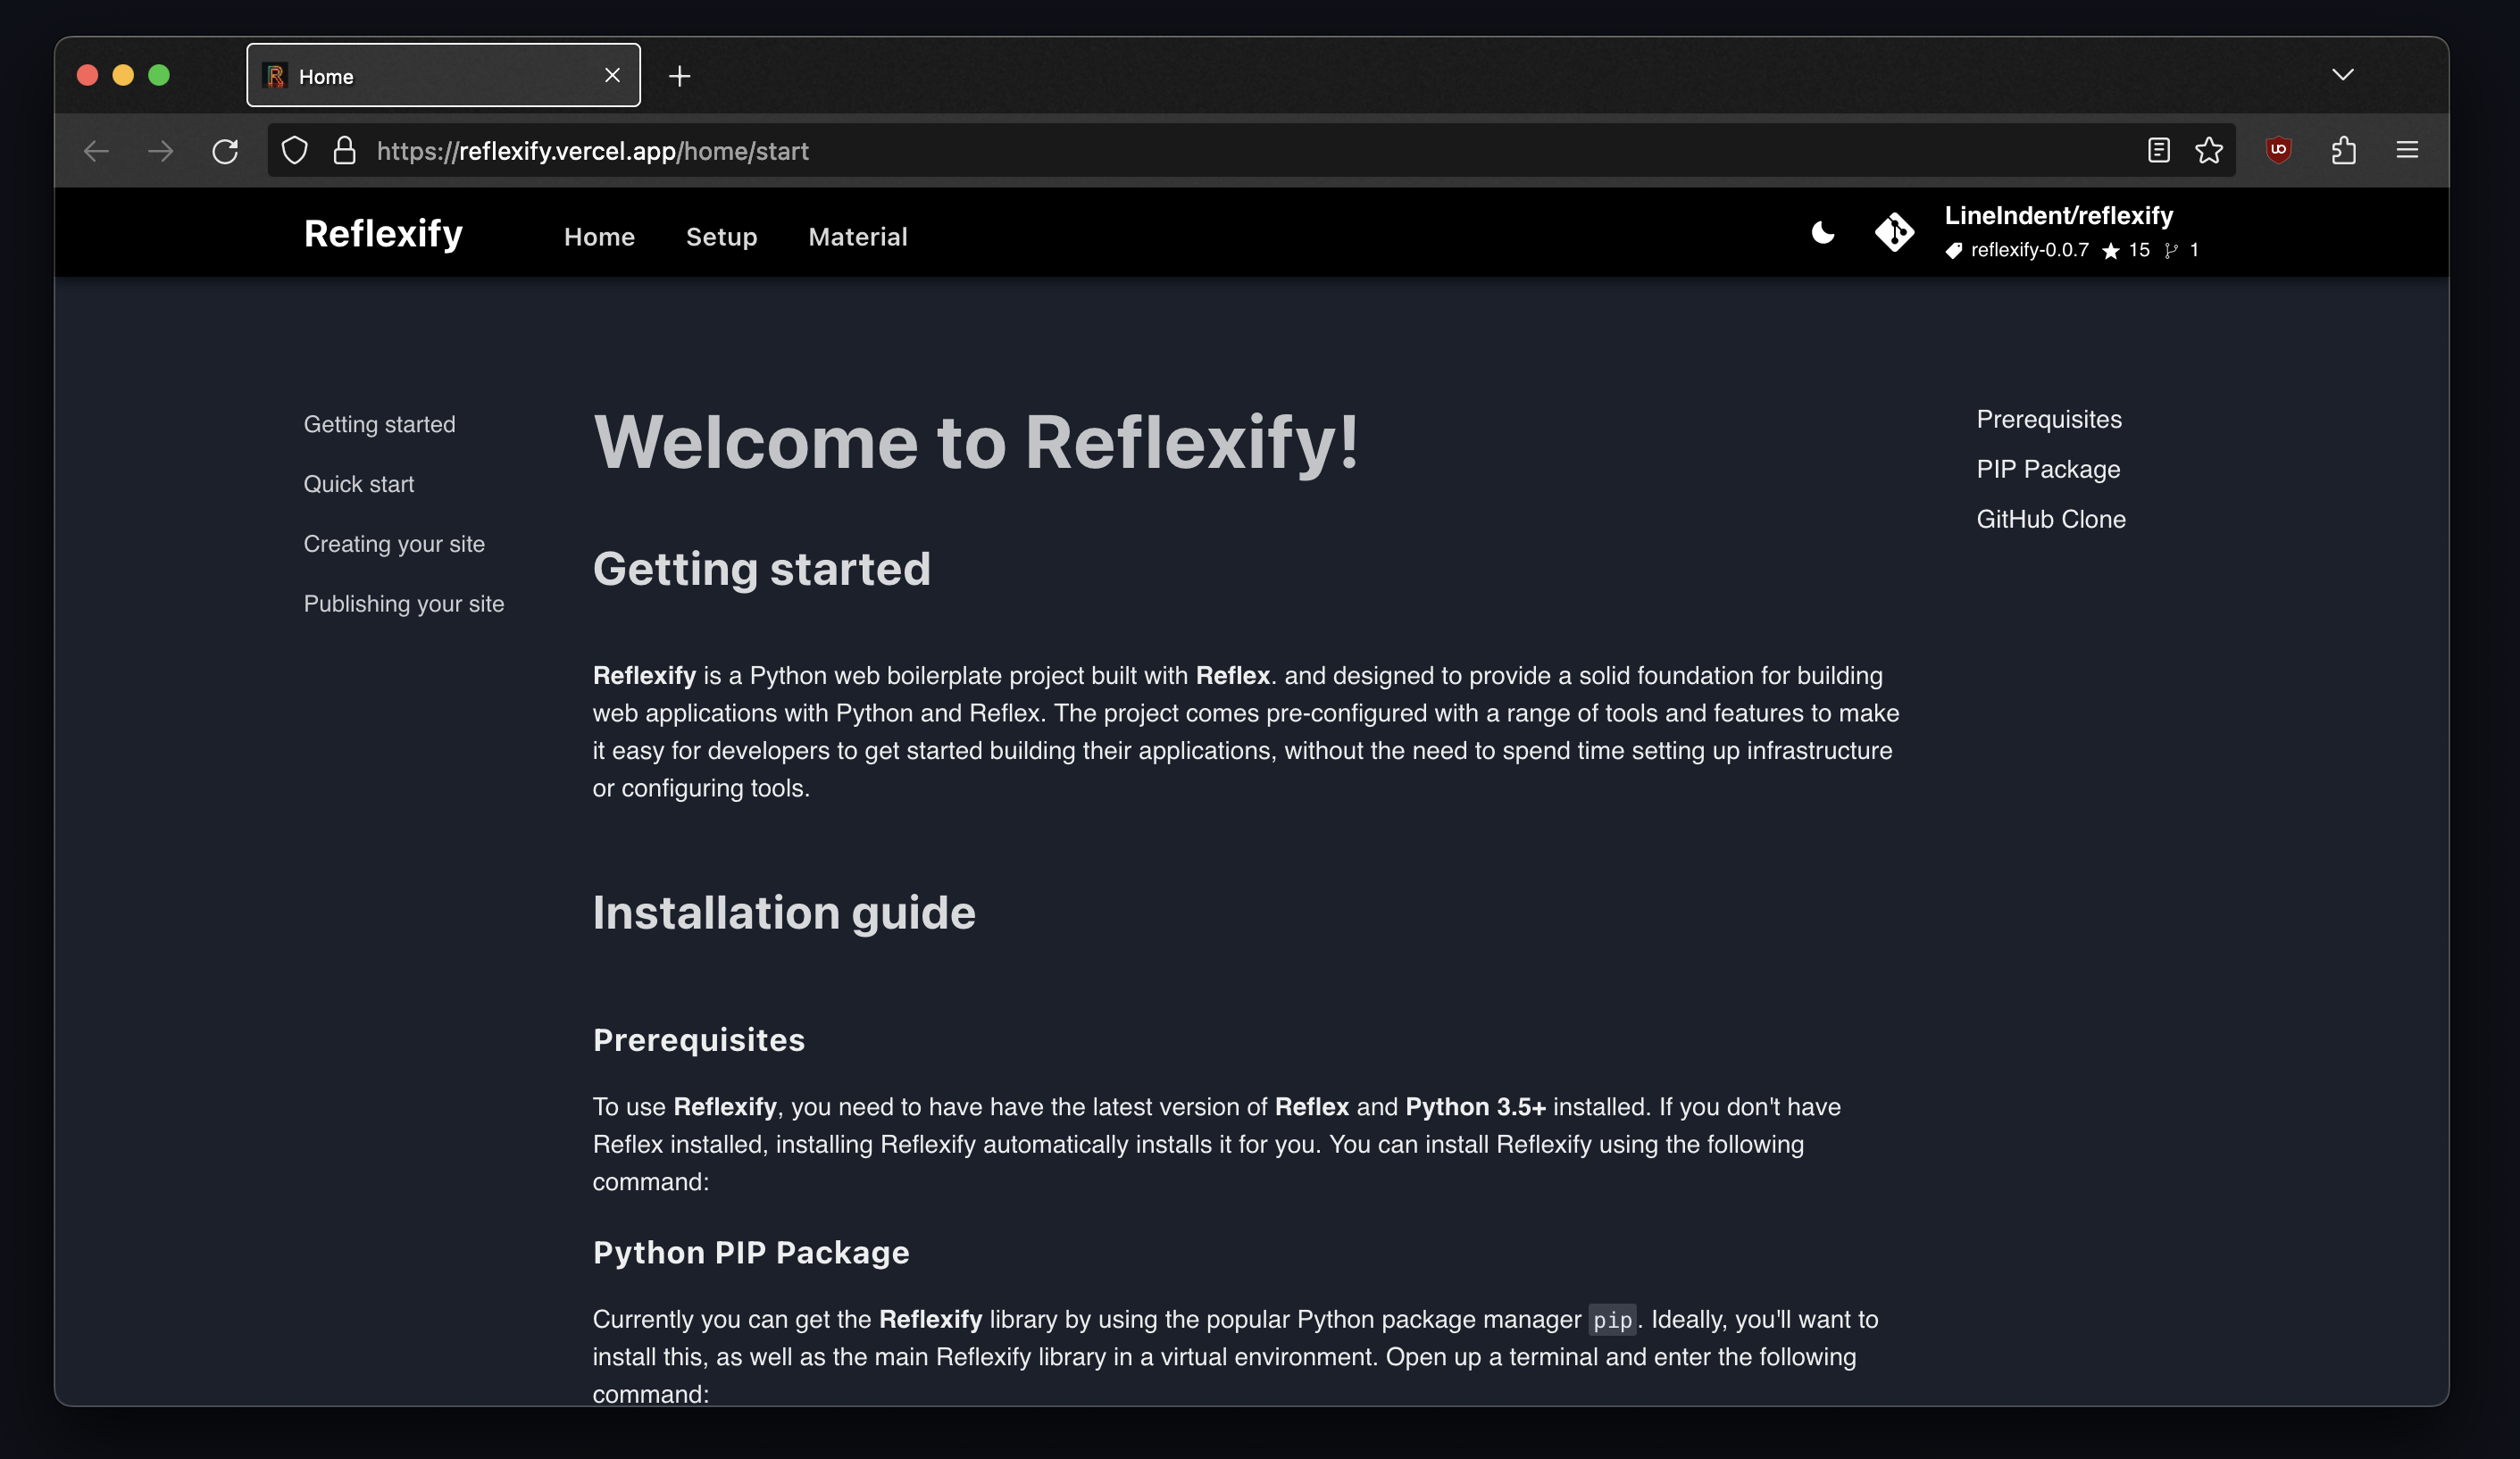 Home
https://reflexify.vercel.app/home/start
Reflexify
Home
Setup
Material
LineIndent/reflexify
reflexify-0.0.7 15 1
Getting started
Quick start
Creating your site
Publishing your site
Welcome to Reflexify!
Getting started
Reflexify is a Python web boilerplate project built with Reflex. and designed to provide a solid foundation for building
web applications with Python and Reflex. The project comes pre-configured with a range of tools and features to make
it easy for developers to get started building their applications, without the need to spend time setting up infrastructure
or configuring tools.
Installation guide
Prerequisites
To use Reflexify, you need to have have the latest version of Reflex and Python 3.5+ installed. If you don't have
Reflex installed, installing Reflexify automatically installs it for you. You can install Reflexify using the following
command:
Python PIP Package
Currently you can get the Reflexify library by using the popular Python package manager pip. Ideally, you'll want to
install this, as well as the main Reflexify library in a virtual environment. Open up a terminal and enter the following
command:
Prerequisites
PIP Package
GitHub Clone